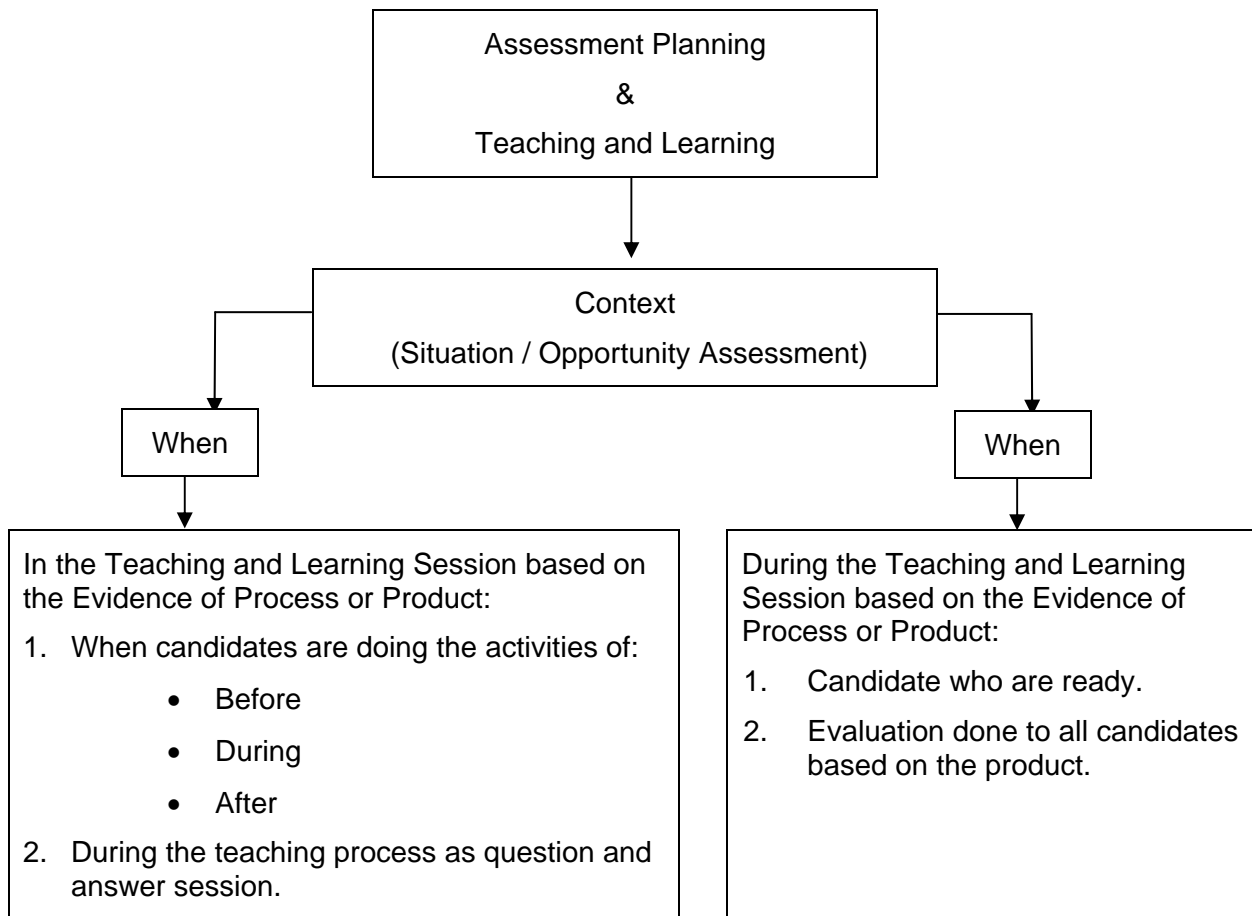 Assessment Planning
&
Teaching and Learning
Context
(Situation / Opportunity Assessment)
When
When
In the Teaching and Learning Session based on
the Evidence of Process or Product:
1. When candidates are doing the activities of:
• Before
• During
• After
2. During the teaching process as question and
answer session.
During the Teaching and Learning
Session based on the Evidence of
Process or Product:
1. Candidate who are ready.
2. Evaluation done to all candidates
based on the product.